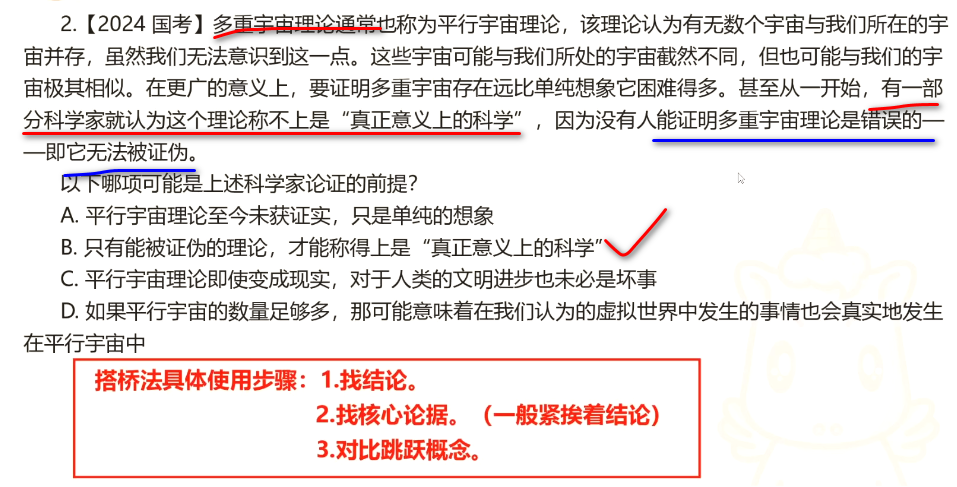 2.【2024 国考】多重宇宙理论通常也称为平行宇宙理论，该理论认为有无数个宇宙与我们所在的宇
宙并存，虽然我们无法意识到这一点。这些宇宙可能与我们所处的宇宙截然不同，但也可能与我们的宇
宙极其相似。在更广的意义上，要证明多重宇宙存在远比单纯想象它困难得多。甚至从一开始，有一部
分科学家就认为这个理论称不上是“真正意义上的科学”，因为没有人能证明多重宇宙理论是错误的—
—即它无法被证伪。
以下哪项可能是上述科学家论证的前提？
A. 平行宇宙理论至今未获证实，只是单纯的想象
B. 只有能被证伪的理论，才能称得上是“真正意义上的科学”
C. 平行宇宙理论即使变成现实，对于人类的文明进步也未必是坏事
D. 如果平行宇宙的数量足够多，那可能意味着在我们认为的虚拟世界中发生的事情也会真实地发生
在平行宇宙中
搭桥法具体使用步骤：1.找结论。
2.找核心论据。（一般紧挨着结论）
3.对比跳跃概念。